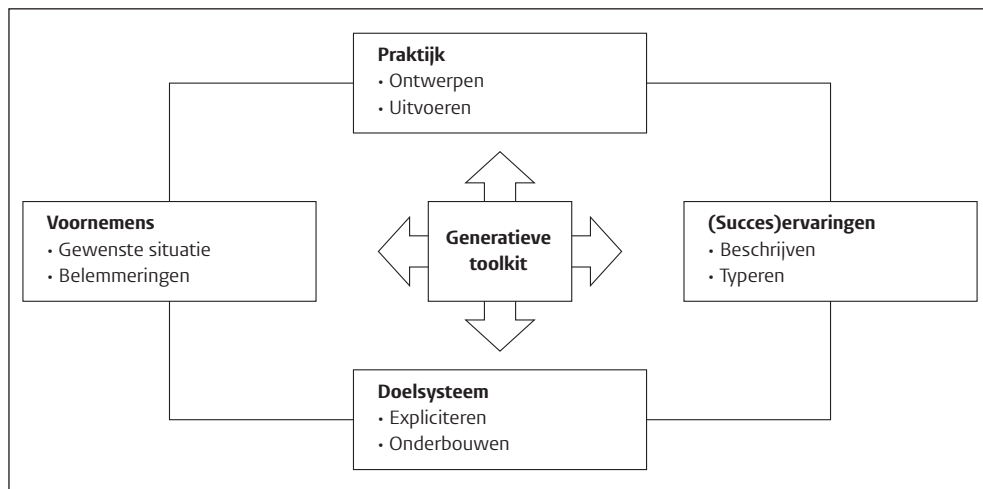 Praktijk
• Ontwerpen
• Uitvoeren
Voornemens
• Gewenste situatie
• Belemmeringen
Generatieve
toolkit
(Succes)ervaringen
• Beschrijven
• Typeren
Doelsysteem
• Expliciteren
• Onderbouwen